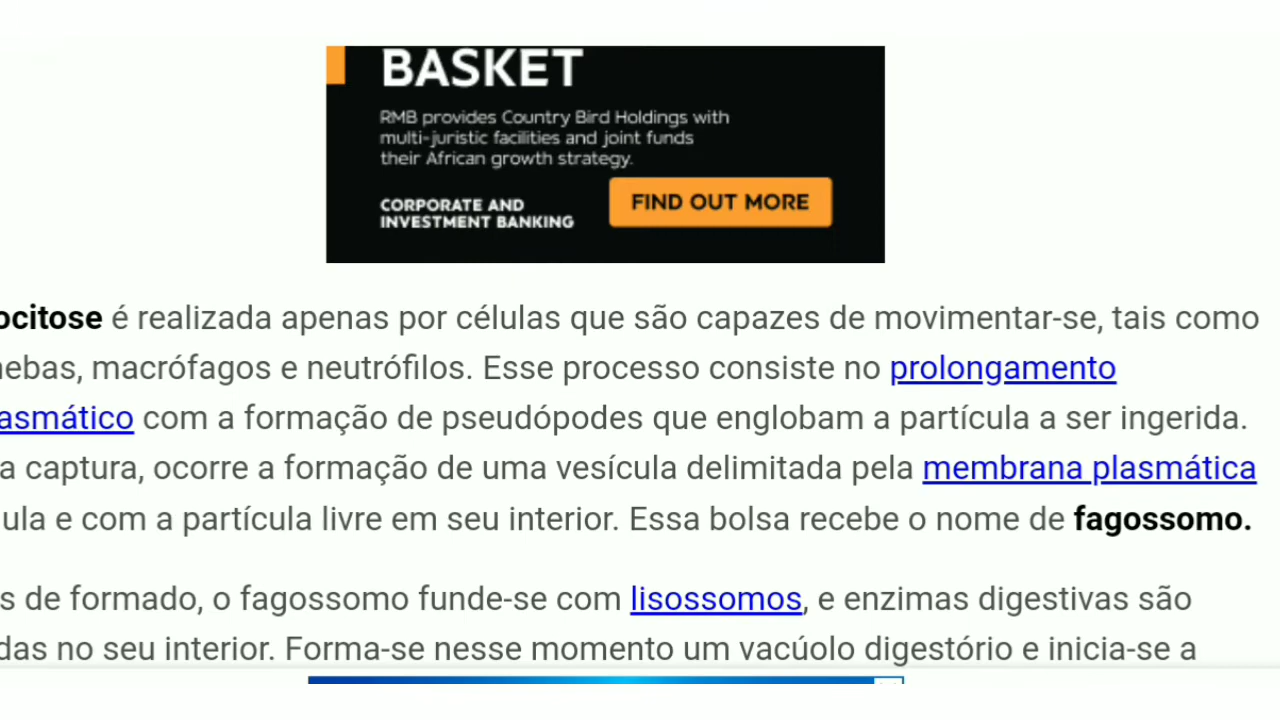 BASKET
RMB provides Country Bird Holdings with
multi-juristic facilities and joint funds
their African growth strategy.
CORPORATE AND
INVESTMENT BANKING
FIND OUT MORE
ocitose é realizada apenas por células que são capazes de movimentar-se, tais como
ebas, macrófagos e neutrófilos. Esse processo consiste no prolongamento
asmático com a formação de pseudópodes que englobam a partícula a ser ingerida.
a captura, ocorre a formação de uma vesícula delimitada pela membrana plasmática
ula e com a partícula livre em seu interior. Essa bolsa recebe o nome de fagossomo.
s de formado, o fagossomo funde-se com lisossomos, e enzimas digestivas são
das no seu interior. Forma-se nesse momento um vacúolo digestório e inicia-se a